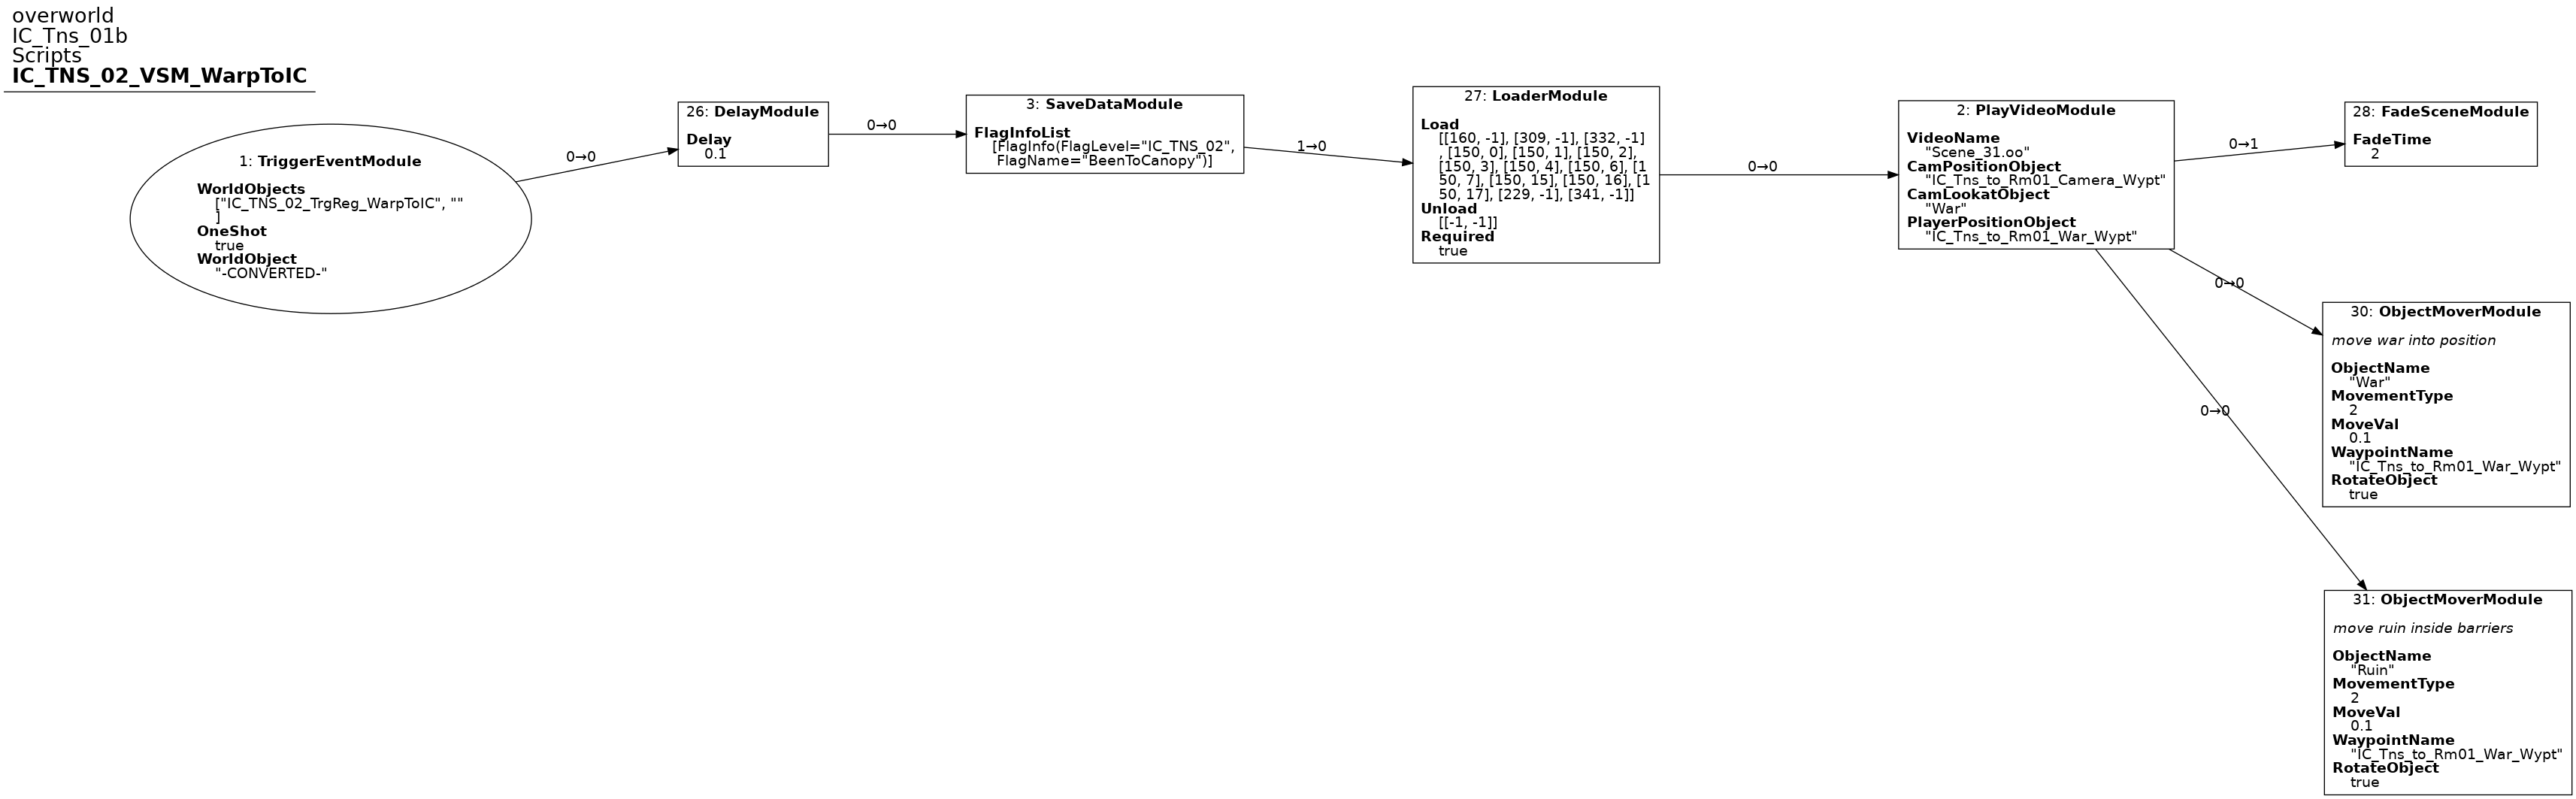 overworld
IC_Tns_01b
Scripts
IC_TNS_02_VSM_WarpToIC
1: TriggerEventModule
WorldObjects
["IC_TNS_02_TrgReg_WarpToIC", ""
]
OneShot
true
WorldObject
"-CONVERTED-"
0→0
26: DelayModule
Delay
0.1
0→0
3: SaveDataModule
FlagInfoList
[FlagInfo(FlagLevel="IC_TNS_02",
FlagName="BeenToCanopy")]
1→0
27: LoaderModule
Load
[[160, -1], [309, -1], [332, -1]
, [150, 0], [150, 1], [150, 2],
[150, 3], [150, 4], [150, 6], [1
50, 7], [150, 15], [150, 16], [1
50, 17], [229, -1], [341, -1]]
Unload
[[-1, -1]]
Required
true
0→0
2: PlayVideoModule
VideoName
"Scene_31.oo"
CamPositionObject
"IC_Tns_to_Rm01_Camera_Wypt"
CamLookatObject
"War"
PlayerPositionObject
"IC_Tns_to_Rm01_War_Wypt"
0→1
28: FadeSceneModule
FadeTime
2
0→0
30: ObjectMoverModule
move war into position
ObjectName
"War"
MovementType
2
MoveVal
0.1
WaypointName
"IC_Tns_to_Rm01_War_Wypt"
RotateObject
true
0→0
31: ObjectMoverModule
move ruin inside barriers
ObjectName
"Ruin"
MovementType
2
MoveVal
0.1
WaypointName
"IC_Tns_to_Rm01_War_Wypt"
RotateObject
true